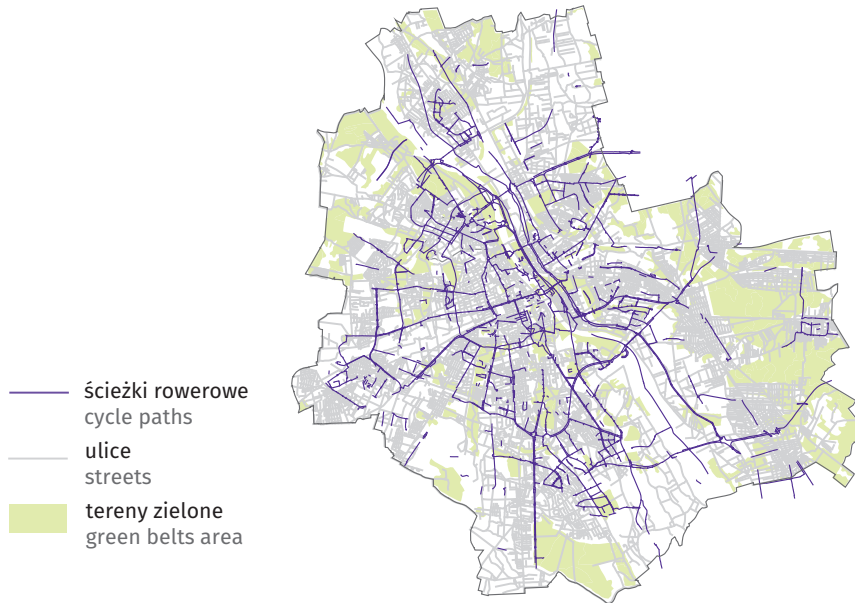 ścieżki rowerowe
cycle paths
ulice
streets
tereny zielone
green belts area